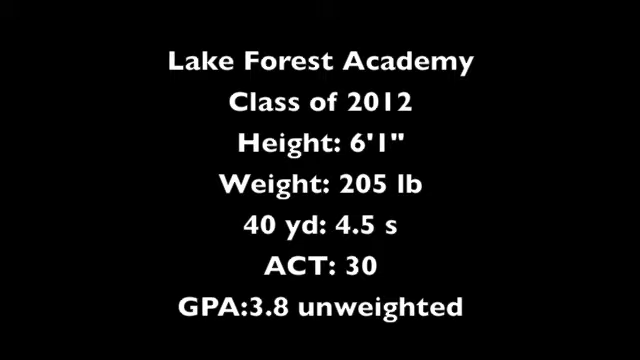 Lake Forest Academy
Class of 2012
Height: 6'1"
Weight: 205 lb
40 yd: 4.5 s
ACT: 30
GPA:3.8 unweighted